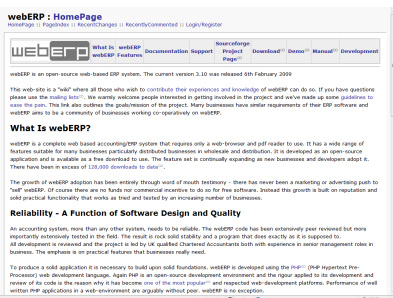 webERP : HomePage
HomePage :: PageIndex :: RecentChanges :: RecentlyCommented :: Login/Register
webERP
What Is webERP
webERP Features
Documentation
Support
Sourceforge Project Page
Download
Demo
Manual
Development
webERP is an open-source web-based ERP system. The current version 3.10 was released 6th February 2009
This web-site is a "wiki" where all those who wish to contribute their experiences and knowledge of webERP can do so. If you have questions
please use the mailing lists. We warmly welcome people interested in getting involved in the project and we've made up some guidelines to
ease the pain. This link also outlines the goals/mission of the project. Many businesses have similar requirements of their ERP software and
webERP aims to be a community of businesses working co-operatively on webERP.
What Is webERP?
webERP is a complete web based accounting/ERP system that requires only a web-browser and pdf reader to use. It has a wide range of
features suitable for many businesses particularly distributed businesses in wholesale and distribution. It is developed as an open-source
application and is available as a free download to use. The feature set is continually expanding as new businesses and developers adopt it.
There have been in excess of 128,000 downloads to date.
The growth of webERP adoption has been entirely through word of mouth testimony - there has never been a marketing or advertising push to
"sell" webERP. Of course there are no funds nor commercial incentive to do so for free software. Instead this growth is built on reputation and
solid practical functionality that works as tried and tested by an increasing number of businesses.
Reliability - A Function of Software Design and Quality
An accounting system, more than any other system, needs to be reliable. The webERP code has been extensively peer reviewed but more
importantly extensively tested in the field. The result is rock solid stability and a program that does exactly as it is supposed to.
All development is reviewed and the project is led by UK qualified Chartered Accountants both with experience in senior management roles in
business. The emphasis is on practical features that businesses really need.
To produce a solid application it is necessary to build upon solid foundations. webERP is developed using the PHP (PHP Hypertext Pre-
Processor) web development language. Again PHP is an open-source development environment and the rigour applied to its development and
review of its code is the reason why it has become one of the most popular and respected web-development platforms. Performance of well
written PHP applications in a web-environment are arguably without peer. webERP is no exception.